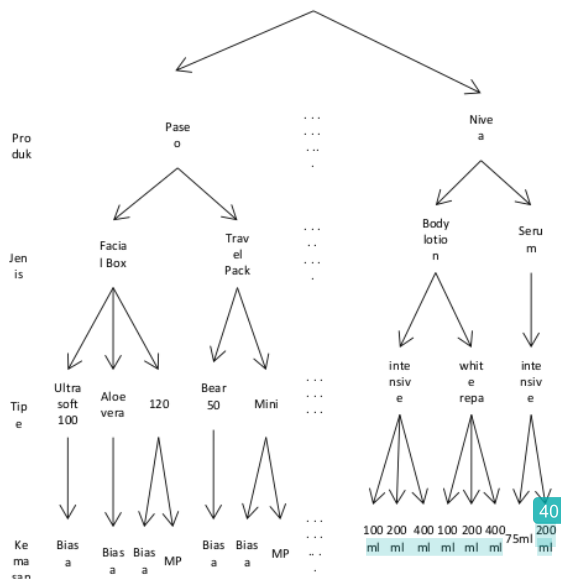 Pro
duk
Pase
o
. . .
. . .
. ..
.
Nive
a
Jen
is
Facia
l Box
Trav
el
Pack
. . .
. .
. . .
.
Body
lotio
n
Seru
m
Tip
e
Ultra
soft
100
Aloe
vera
120
Bear
50
Mini
. . .
. . .
. . .
inte
nsiv
e
whit
e
repa
inte
nsiv
e
40
Ke
ma
san
Bias
a
Bias
a
Bias
a
MP
Bias
a
Bias
a
MP
. . .
. . .
.. .
.
100
ml
200
ml
400
ml
100
ml
200
ml
400
ml
75ml
200
ml